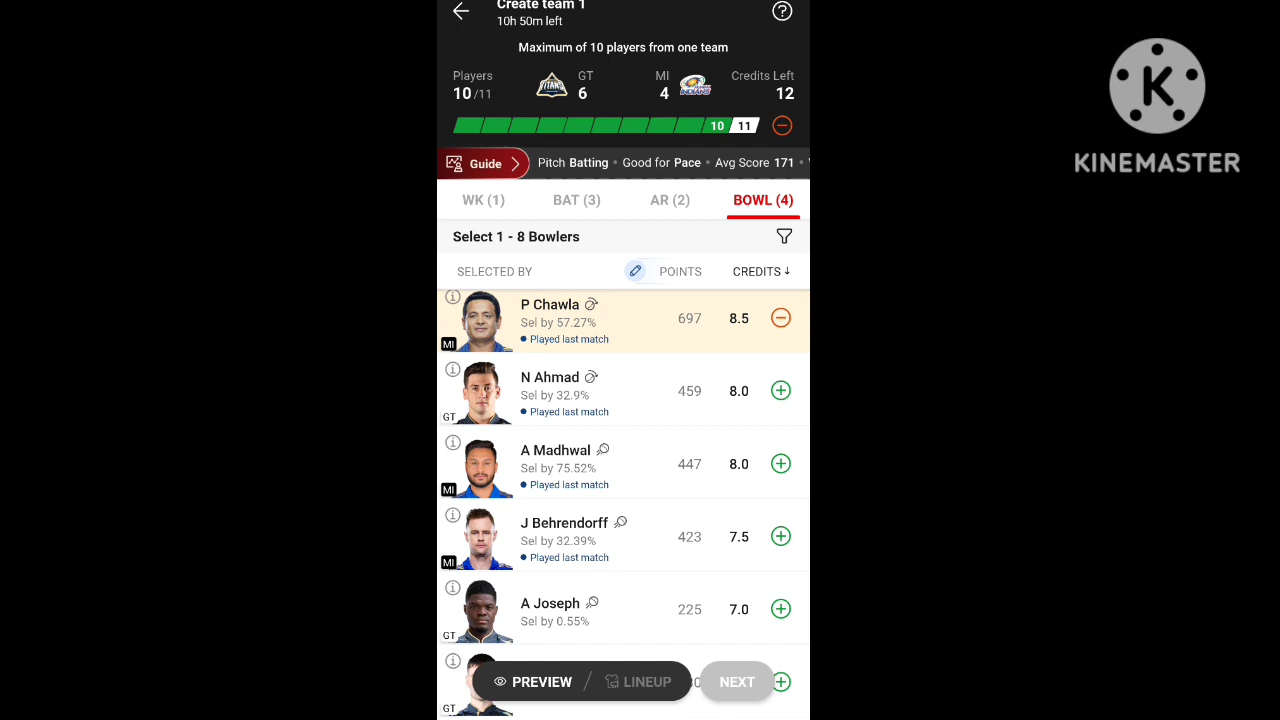 Create team 1
10h 50m left
Maximum of 10 players from one team
Players GT MI Credits Left
10/11 TITANS 6 4 INDIANS 12
10 11
Guide Pitch Batting • Good for Pace • Avg Score 171 •
WK (1) BAT (3) AR (2) BOWL (4)
Select 1 - 8 Bowlers
SELECTED BY POINTS CREDITS
P Chawla
Sel by 57.27% 697 8.5
MI Played last match
N Ahmad
Sel by 32.9% 459 8.0
GT Played last match
A Madhwal
Sel by 75.52% 447 8.0
MI Played last match
J Behrendorff
Sel by 32.39% 423 7.5
MI Played last match
A Joseph 225 7.0
Sel by 0.55%
GT
PREVIEW / LINEUP NEXT
GT
K
KINEMASTER